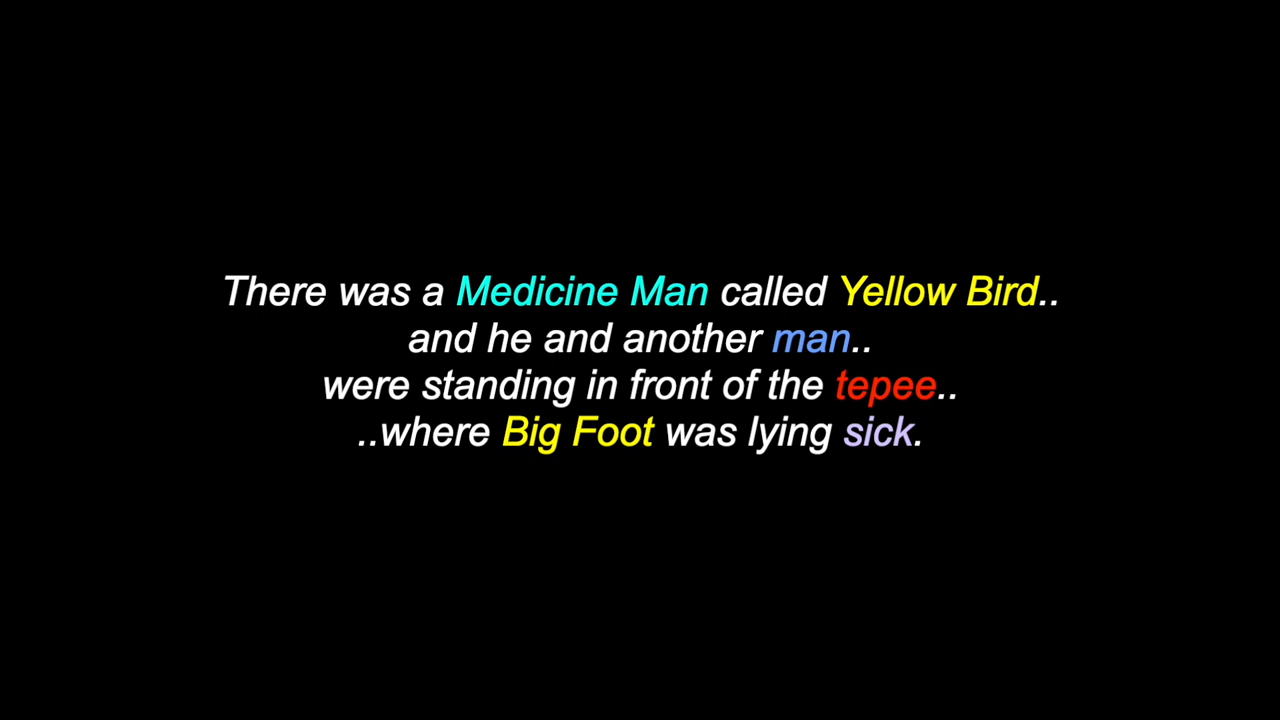 There was a Medicine Man called Yellow Bird..
and he and another man..
were standing in front of the tepee..
..where Big Foot was lying sick.